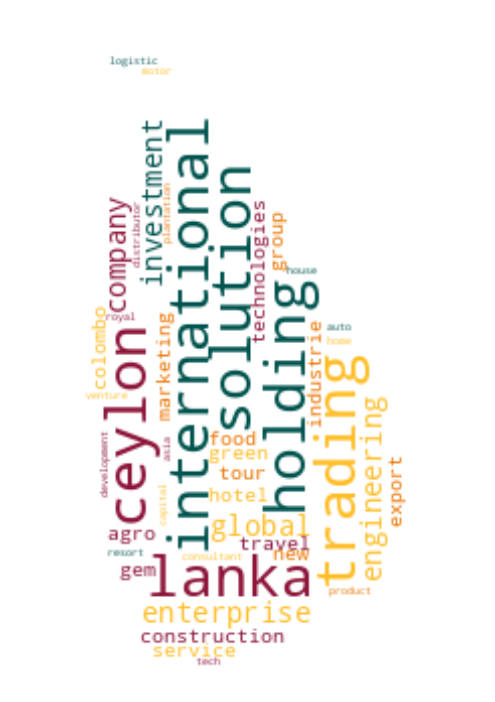 logistic
motor
investment
international
solution
company
distributor
plantation
technologies
group
house
holding
royal
colombo
ceylon
marketing
industrie
auto
home
trading
venture
engineering
development
asia
food
green
tour
capital
hotel
export
global
agro
travel
resort
consultant
new
gem
lanka
product
enterprise
construction
service
tech